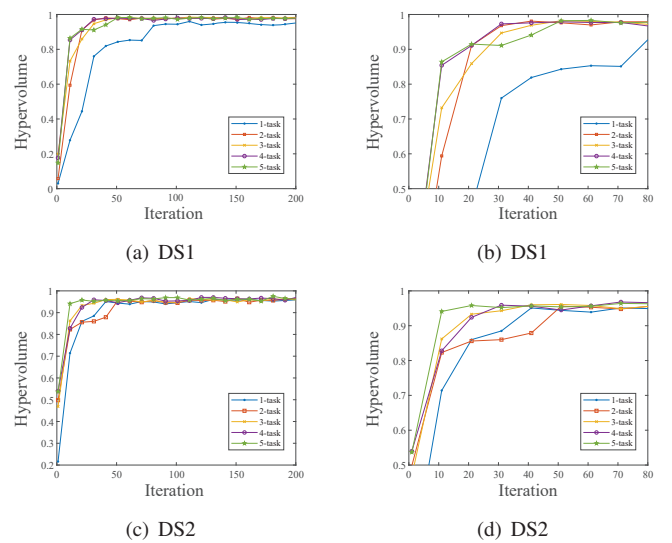 1
0.8
0.6
0.4
0.2
0
Hypervolume
0 50 100 150 200
Iteration
1-task
2-task
3-task
4-task
5-task
(a) DS1
1
0.9
0.8
0.7
0.6
0.5
Hypervolume
0 10 20 30 40 50 60 70 80
Iteration
1-task
2-task
3-task
4-task
5-task
(b) DS1
1
0.9
0.8
0.7
0.6
0.5
0.4
0.3
0.2
Hypervolume
0 50 100 150 200
Iteration
1-task
2-task
3-task
4-task
5-task
(c) DS2
1
0.9
0.8
0.7
0.6
0.5
Hypervolume
0 10 20 30 40 50 60 70 80
Iteration
1-task
2-task
3-task
4-task
5-task
(d) DS2